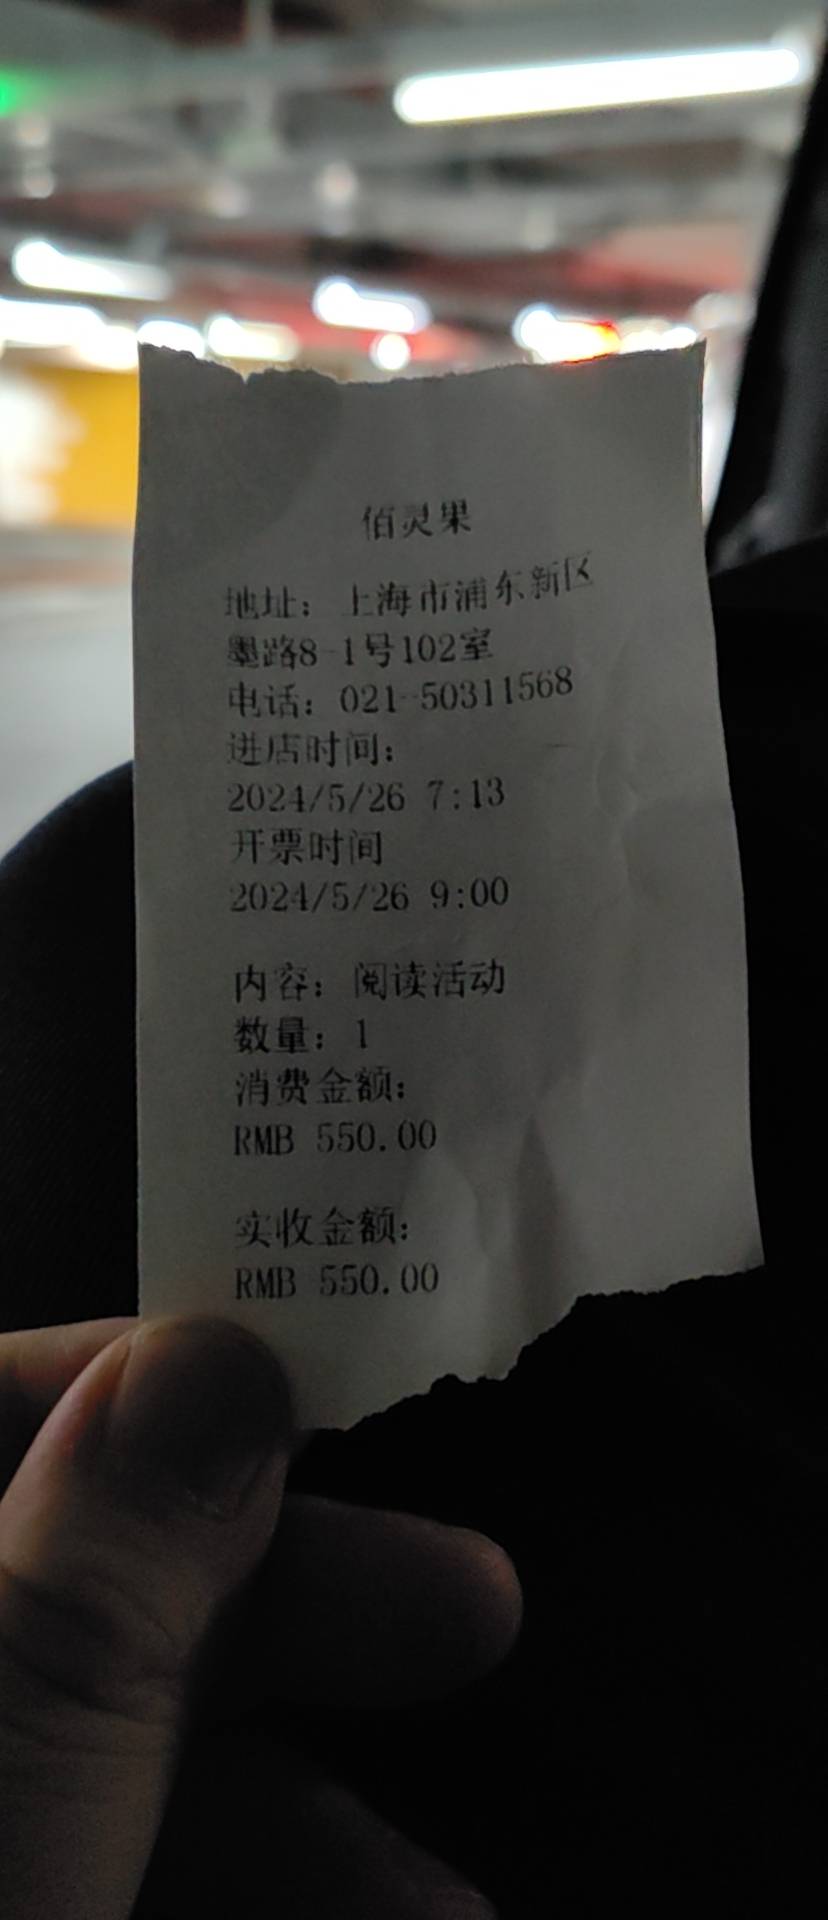 佰灵果
地址：上海市浦东新区
墨路8-1号102室
电话：021-50311568
进店时间：
2024/5/26 7:13
开票时间
2024/5/26 9:00
内容：阅读活动
数量：1
消费金额：
RMB 550.00
实收金额：
RMB 550.00